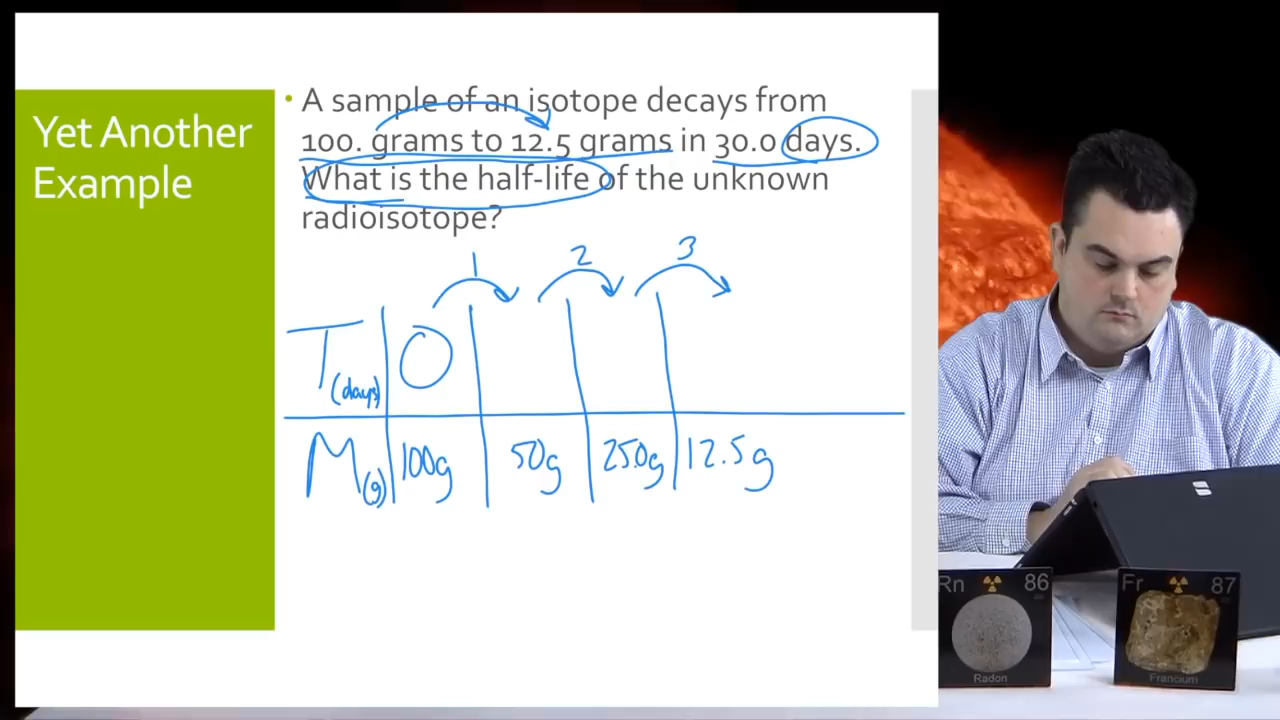 Yet Another
Example
• A sample of an isotope decays from
100. grams to 12.5 grams in 30.0 days.
What is the half-life of the unknown
radioisotope?
1 2 3
T (days) 0
M (g) 100g 50g 25.0g 12.5g
Rn 86
Radon
Fr 87
Francium